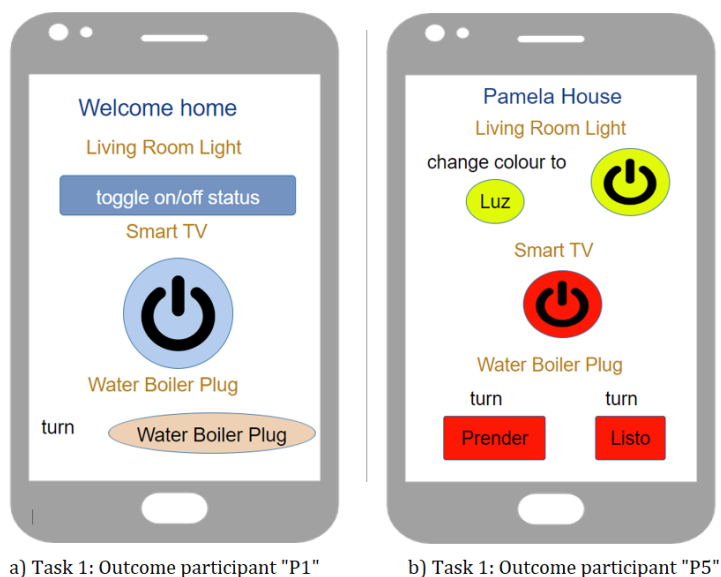 Welcome home
Living Room Light
toggle on/off status
Smart TV
Water Boiler Plug
turn
Water Boiler Plug
a) Task 1: Outcome participant "P1"
Pamela House
Living Room Light
change colour to
Luz
Smart TV
Water Boiler Plug
turn turn
Prender Listo
b) Task 1: Outcome participant "P5"